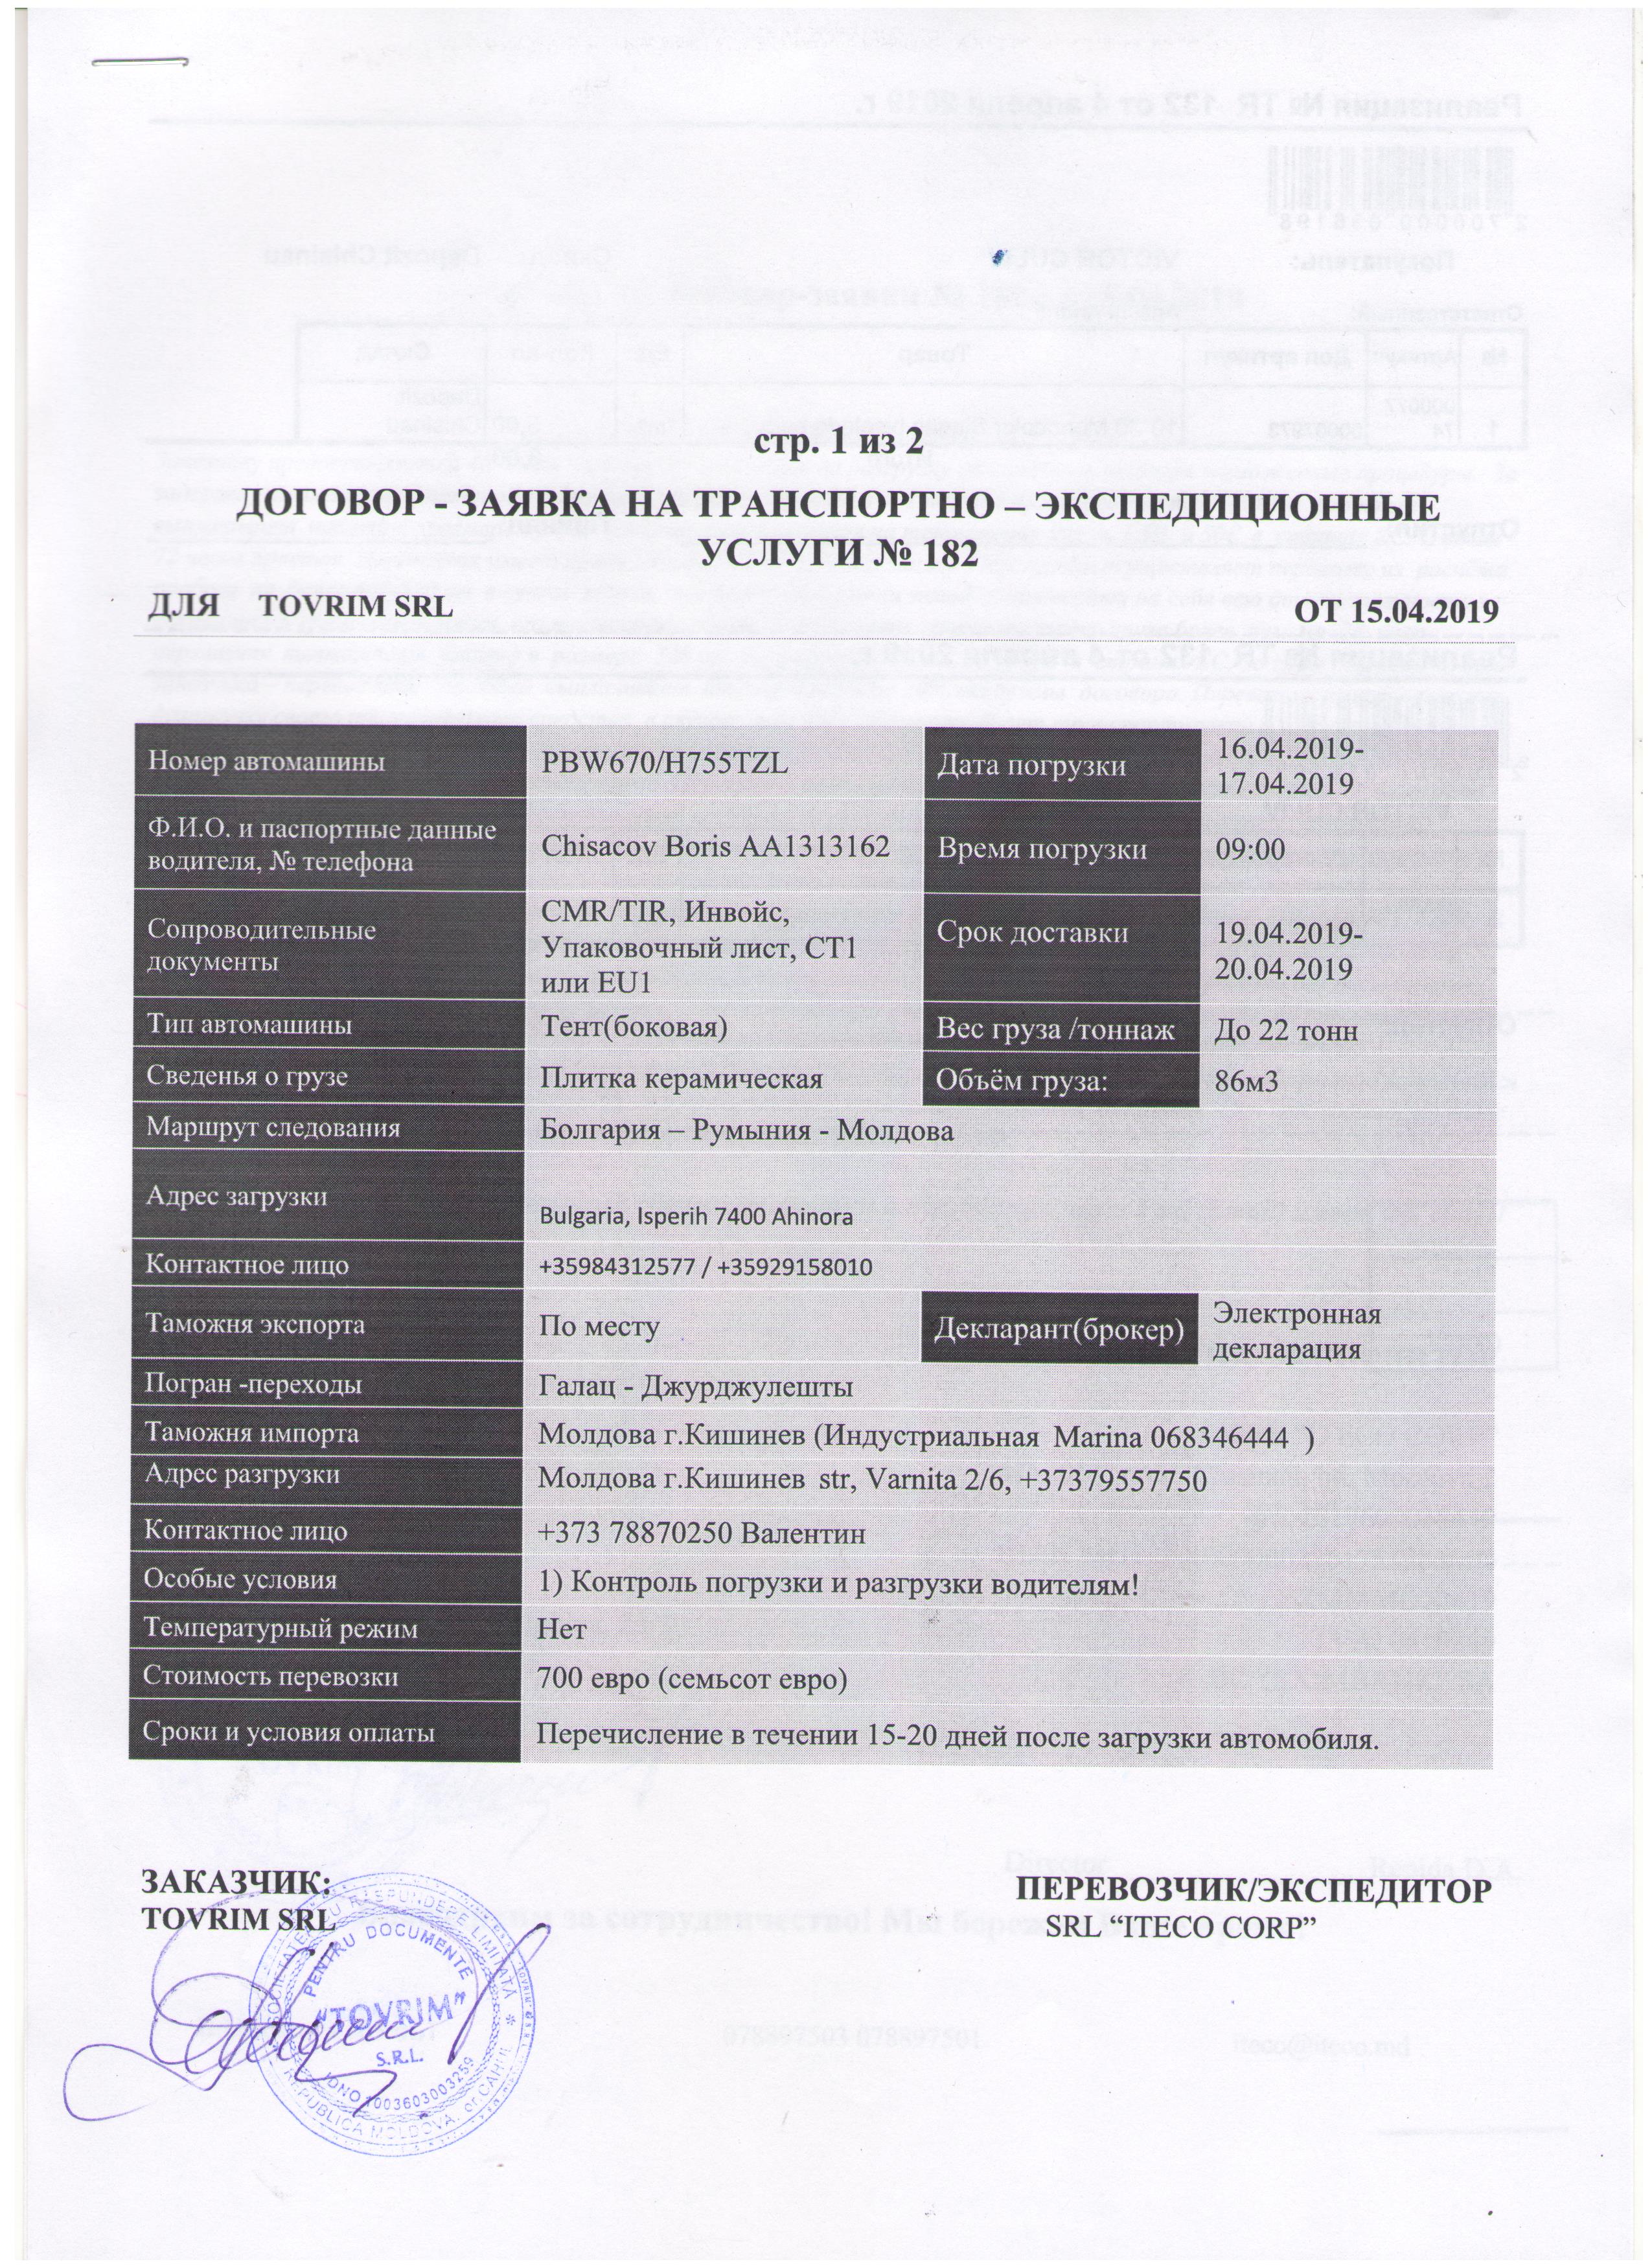 стр. 1 из 2
ДОГОВОР - ЗАЯВКА НА ТРАНСПОРТНО – ЭКСПЕДИЦИОННЫЕ
УСЛУГИ № 182
ДЛЯ TOVRIM SRL ОТ 15.04.2019
Номер автомашины
PBW670/H755TZL
Дата погрузки
16.04.2019-
17.04.2019
Ф.И.О. и паспортные данные
водителя, № телефона
Chisacov Boris AA1313162
Время погрузки
09:00
Сопроводительные
документы
CMR/TIR, Инвойс,
Упаковочный лист, СТ1
или EU1
Срок доставки
19.04.2019-
20.04.2019
Тип автомашины
Тент(боковая)
Вес груза /тоннаж
До 22 тонн
Сведенья о грузе
Плитка керамическая
Объём груза:
86м3
Маршрут следования
Болгария – Румыния - Молдова
Адрес загрузки
Bulgaria, Isperih 7400 Ahinora
Контактное лицо
+35984312577 / +35929158010
Таможня экспорта
По месту
Декларант(брокер)
Электронная
декларация
Погран -переходы
Галац - Джурджулешты
Таможня импорта
Молдова г.Кишинев (Индустриальная Marina 068346444 )
Адрес разгрузки
Молдова г.Кишинев str, Varnita 2/6, +37379557750
Контактное лицо
+373 78870250 Валентин
Особые условия
1) Контроль погрузки и разгрузки водителям!
Температурный режим
Нет
Стоимость перевозки
700 евро (семьсот евро)
Сроки и условия оплаты
Перечисление в течении 15-20 дней после загрузки автомобиля.
ЗАКАЗЧИК:
TOVRIM SRL
ПЕРЕВОЗЧИК/ЭКСПЕДИТОР
SRL “ITECO CORP”
SOCIETATEA CU RĂSPUNDERE LIMITATĂ
PENTRU DOCUMENTE
“TOVRIM”
S.R.L.
IDNO 1003603003259
REPUBLICA MOLDOVA, or.CAHUL